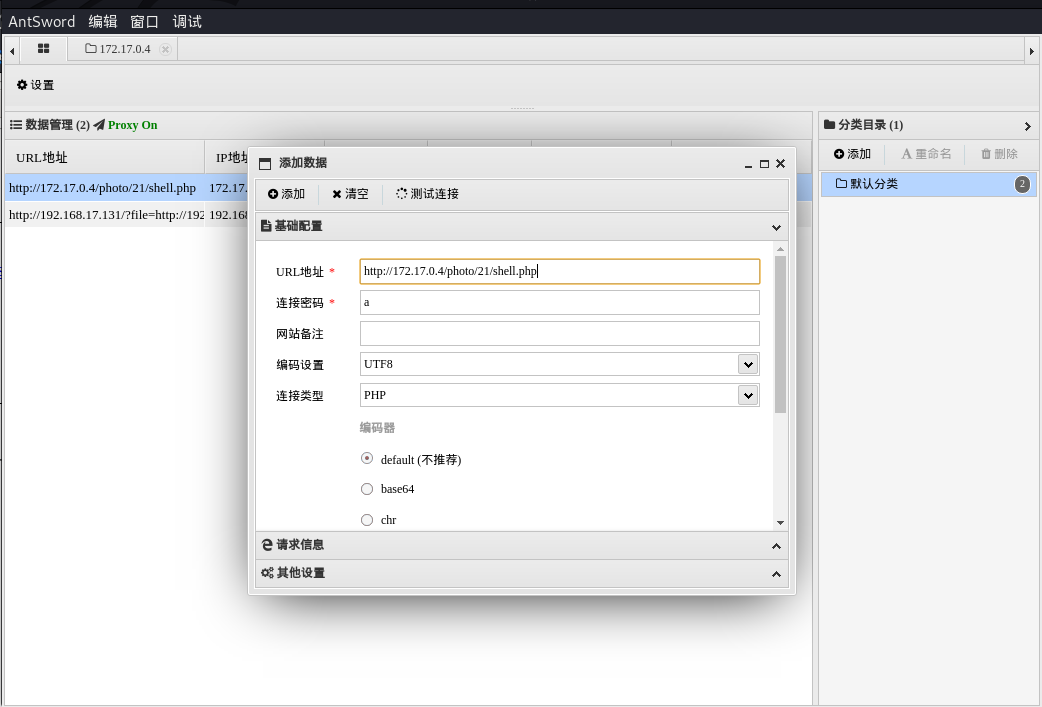 AntSword 编辑 窗口 调试
172.17.0.4
设置
数据管理 (2) Proxy On
分类目录 (1)
URL地址 IP地址
添加 重命名 删除
http://172.17.0.4/photo/21/shell.php 172.17.
默认分类 2
http://192.168.17.131/?file=http://192 192.168
添加数据
添加 清空 测试连接
基础配置
URL地址 * http://172.17.0.4/photo/21/shell.php
连接密码 * a
网站备注
编码设置 UTF8
连接类型 PHP
编码器
default (不推荐)
base64
chr
请求信息
其他设置